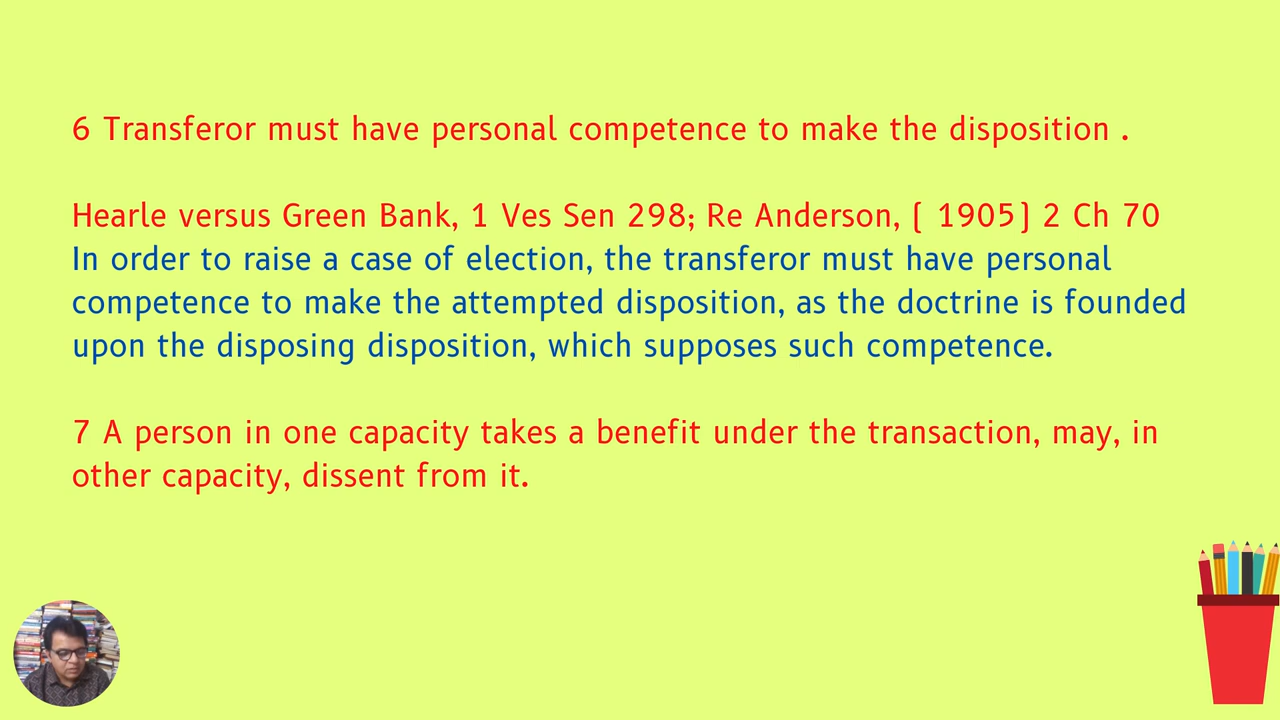 6 Transferor must have personal competence to make the disposition .
Hearle versus Green Bank, 1 Ves Sen 298; Re Anderson, ( 1905) 2 Ch 70
In order to raise a case of election, the transferor must have personal
competence to make the attempted disposition, as the doctrine is founded
upon the disposing disposition, which supposes such competence.
7 A person in one capacity takes a benefit under the transaction, may, in
other capacity, dissent from it.